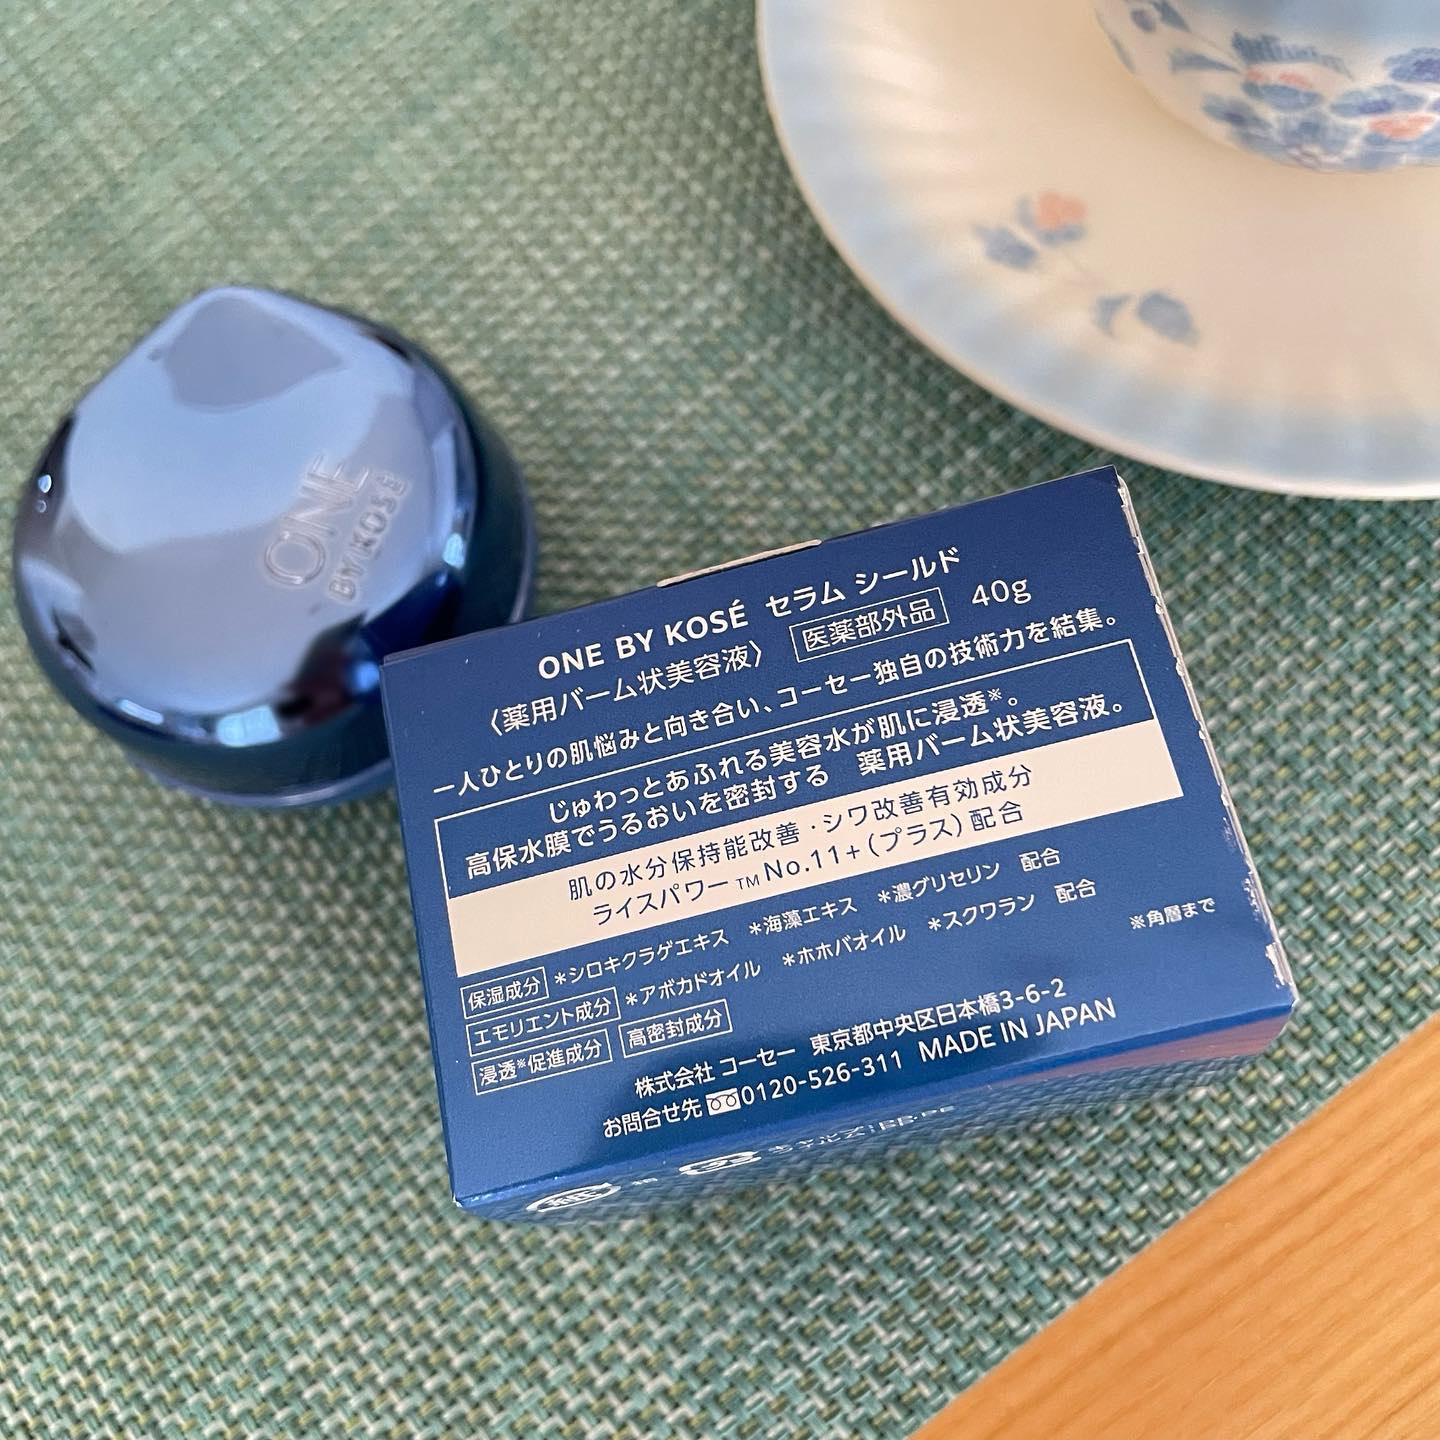 ONE
BY KOSÉ
ONE BY KOSÉ セラム シールド
〈薬用バーム状美容液〉 医薬部外品 40g
一人ひとりの肌悩みと向き合い、コーセー独自の技術力を結集。
じゅわっとあふれる美容水が肌に浸透※。
高保水膜でうるおいを密封する 薬用バーム状美容液。
肌の水分保持能改善・シワ改善有効成分
ライスパワー™No.11+(プラス)配合
保湿成分 *シロキクラゲエキス *海藻エキス *濃グリセリン 配合
エモリエント成分 *アボカドオイル *ホホバオイル *スクワラン 配合
浸透※促進成分 高密封成分 ※角層まで
株式会社 コーセー 東京都中央区日本橋3-6-2
お問合せ先 0120-526-311 MADE IN JAPAN